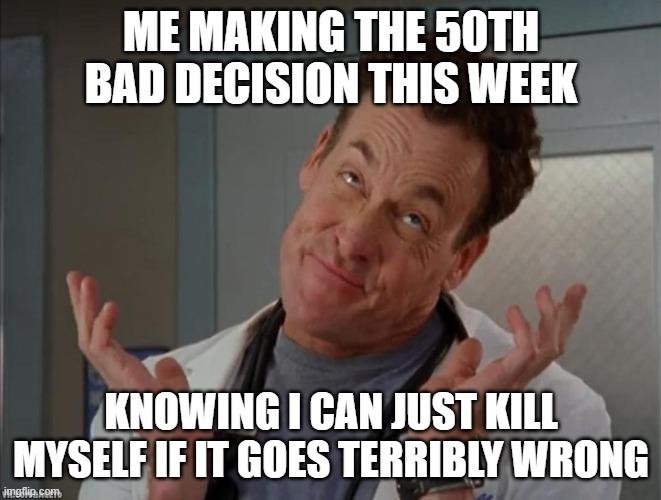 ME MAKING THE 50TH
BAD DECISION THIS WEEK
KNOWING I CAN JUST KILL
MYSELF IF IT GOES TERRIBLY WRONG
imgflip.com